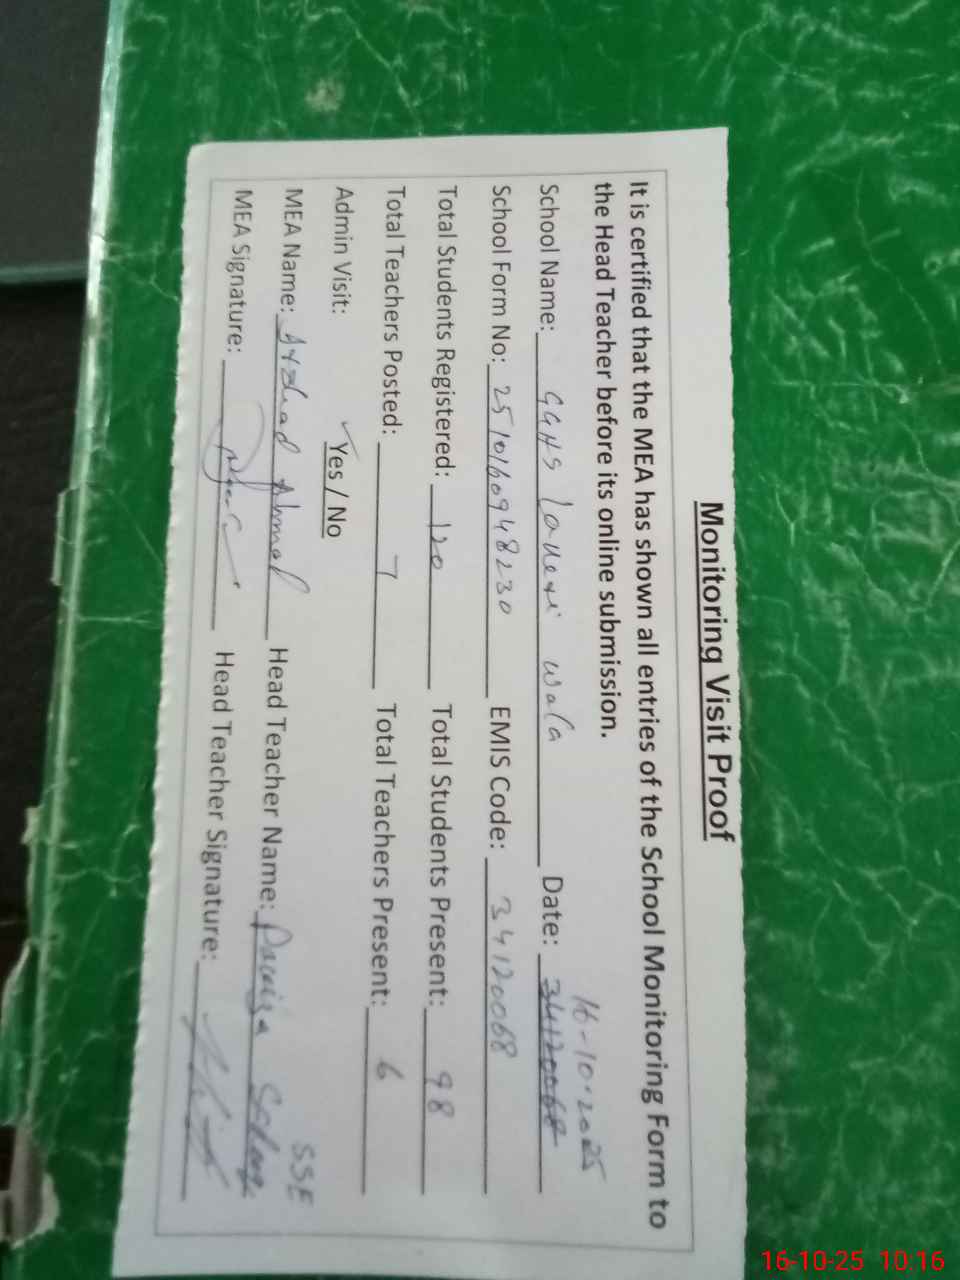 Monitoring Visit Proof
It is certified that the MEA has shown all entries of the School Monitoring Form to
the Head Teacher before its online submission.
16-10-2025
School Name: GGHS wala Date: 34120068
School Form No: 2510160948230 EMIS Code: 34120068
Total Students Registered: 120 Total Students Present: 98
Total Teachers Posted: 7 Total Teachers Present: 6
Admin Visit: ✓ Yes / No
SSE
MEA Name: Ahmad Head Teacher Name:
MEA Signature: Head Teacher Signature:
16-10-25 10:16